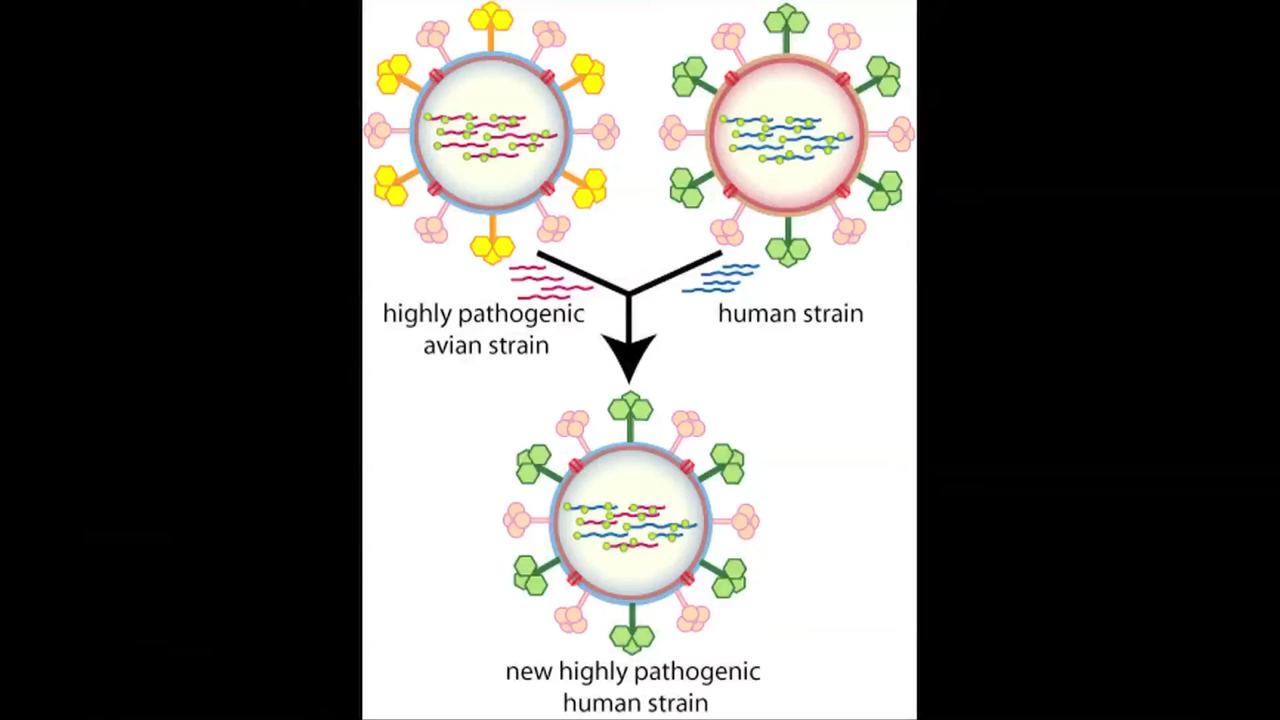 highly pathogenic
avian strain
human strain
new highly pathogenic
human strain